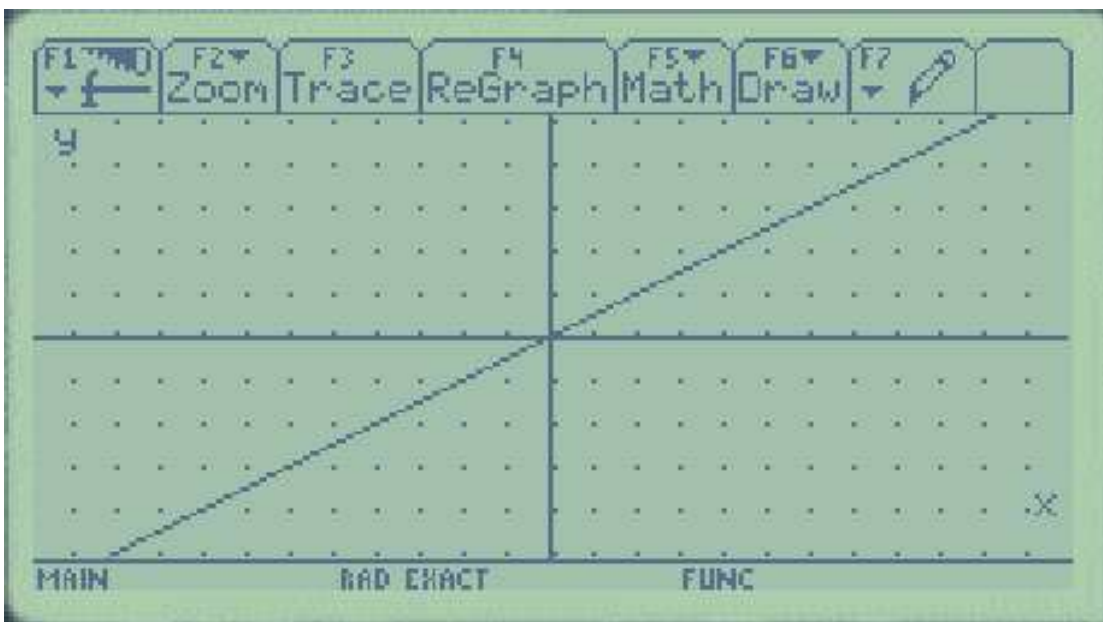 F1 F2 F3 F4 F5 F6 F7
Zoom Trace ReGraph Math Draw
y
x
MAIN RAD EXACT FUNC